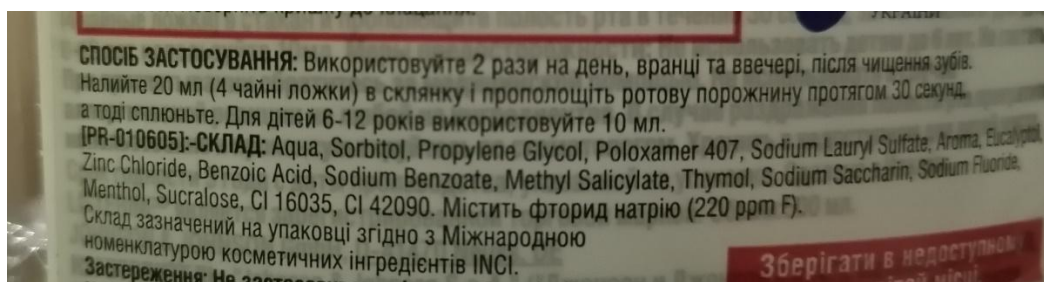 УКРАЇНИ
СПОСІБ ЗАСТОСУВАННЯ: Використовуйте 2 рази на день, вранці та ввечері, після чищення зубів.
Налийте 20 мл (4 чайні ложки) в склянку і прополощіть ротову порожнину протягом 30 секунд,
а тоді сплюньте. Для дітей 6-12 років використовуйте 10 мл.
[PR-010605]:-СКЛАД: Aqua, Sorbitol, Propylene Glycol, Poloxamer 407, Sodium Lauryl Sulfate, Aroma, Eucalyptol,
Zinc Chloride, Benzoic Acid, Sodium Benzoate, Methyl Salicylate, Thymol, Sodium Saccharin, Sodium Fluoride,
Menthol, Sucralose, CI 16035, CI 42090. Містить фторид натрію (220 ppm F).
Склад зазначений на упаковці згідно з Міжнародною
номенклатурою косметичних інгредієнтів INCI.
Застереження: Не
Зберігати в недоступному
місці